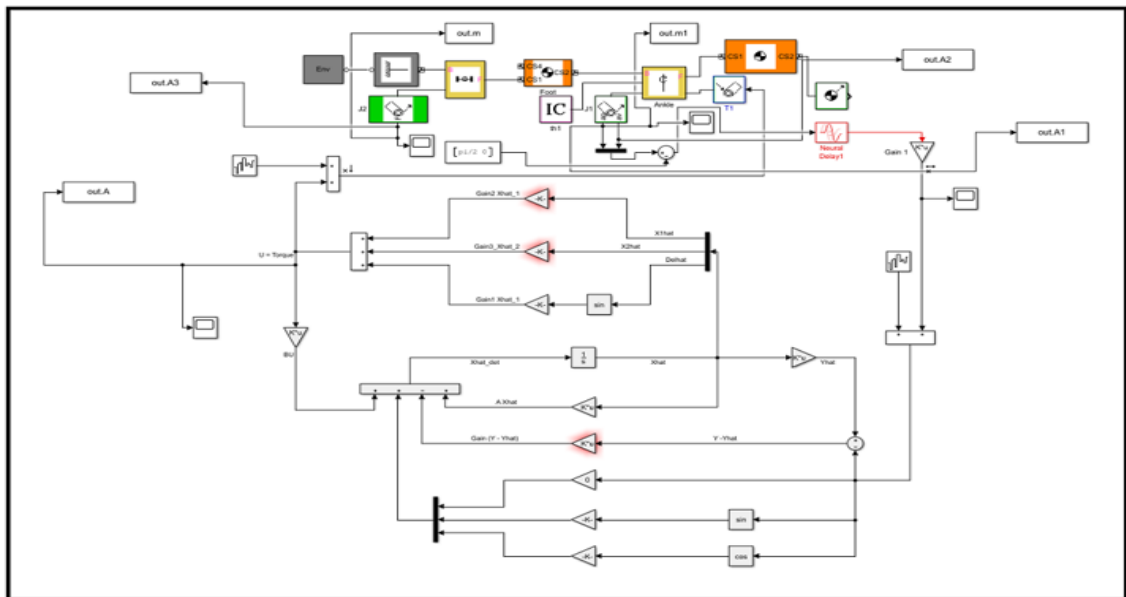 out.m
out.m1
Env
CS4
CS1
CS2
Foot
CS1
CS2
out.A2
out.A3
J2
IC
th1
J1
Ankle
T1
[pi/2 0]
Neural
Delay1
Gain 1
K*u
out.A1
out.A
Gain2 Xhat_1
-K-
X1hat
Gain3_Xhat_2
-K-
X2hat
Delhat
U = Torque
Gain1 Xhat_1
-K-
sin
K*u
BU
Xhat_dot
1
s
Xhat
K*u
Yhat
A Xhat
K*u
Gain (Y - Yhat)
K*u
Y -Yhat
0
-K-
sin
-K-
cos